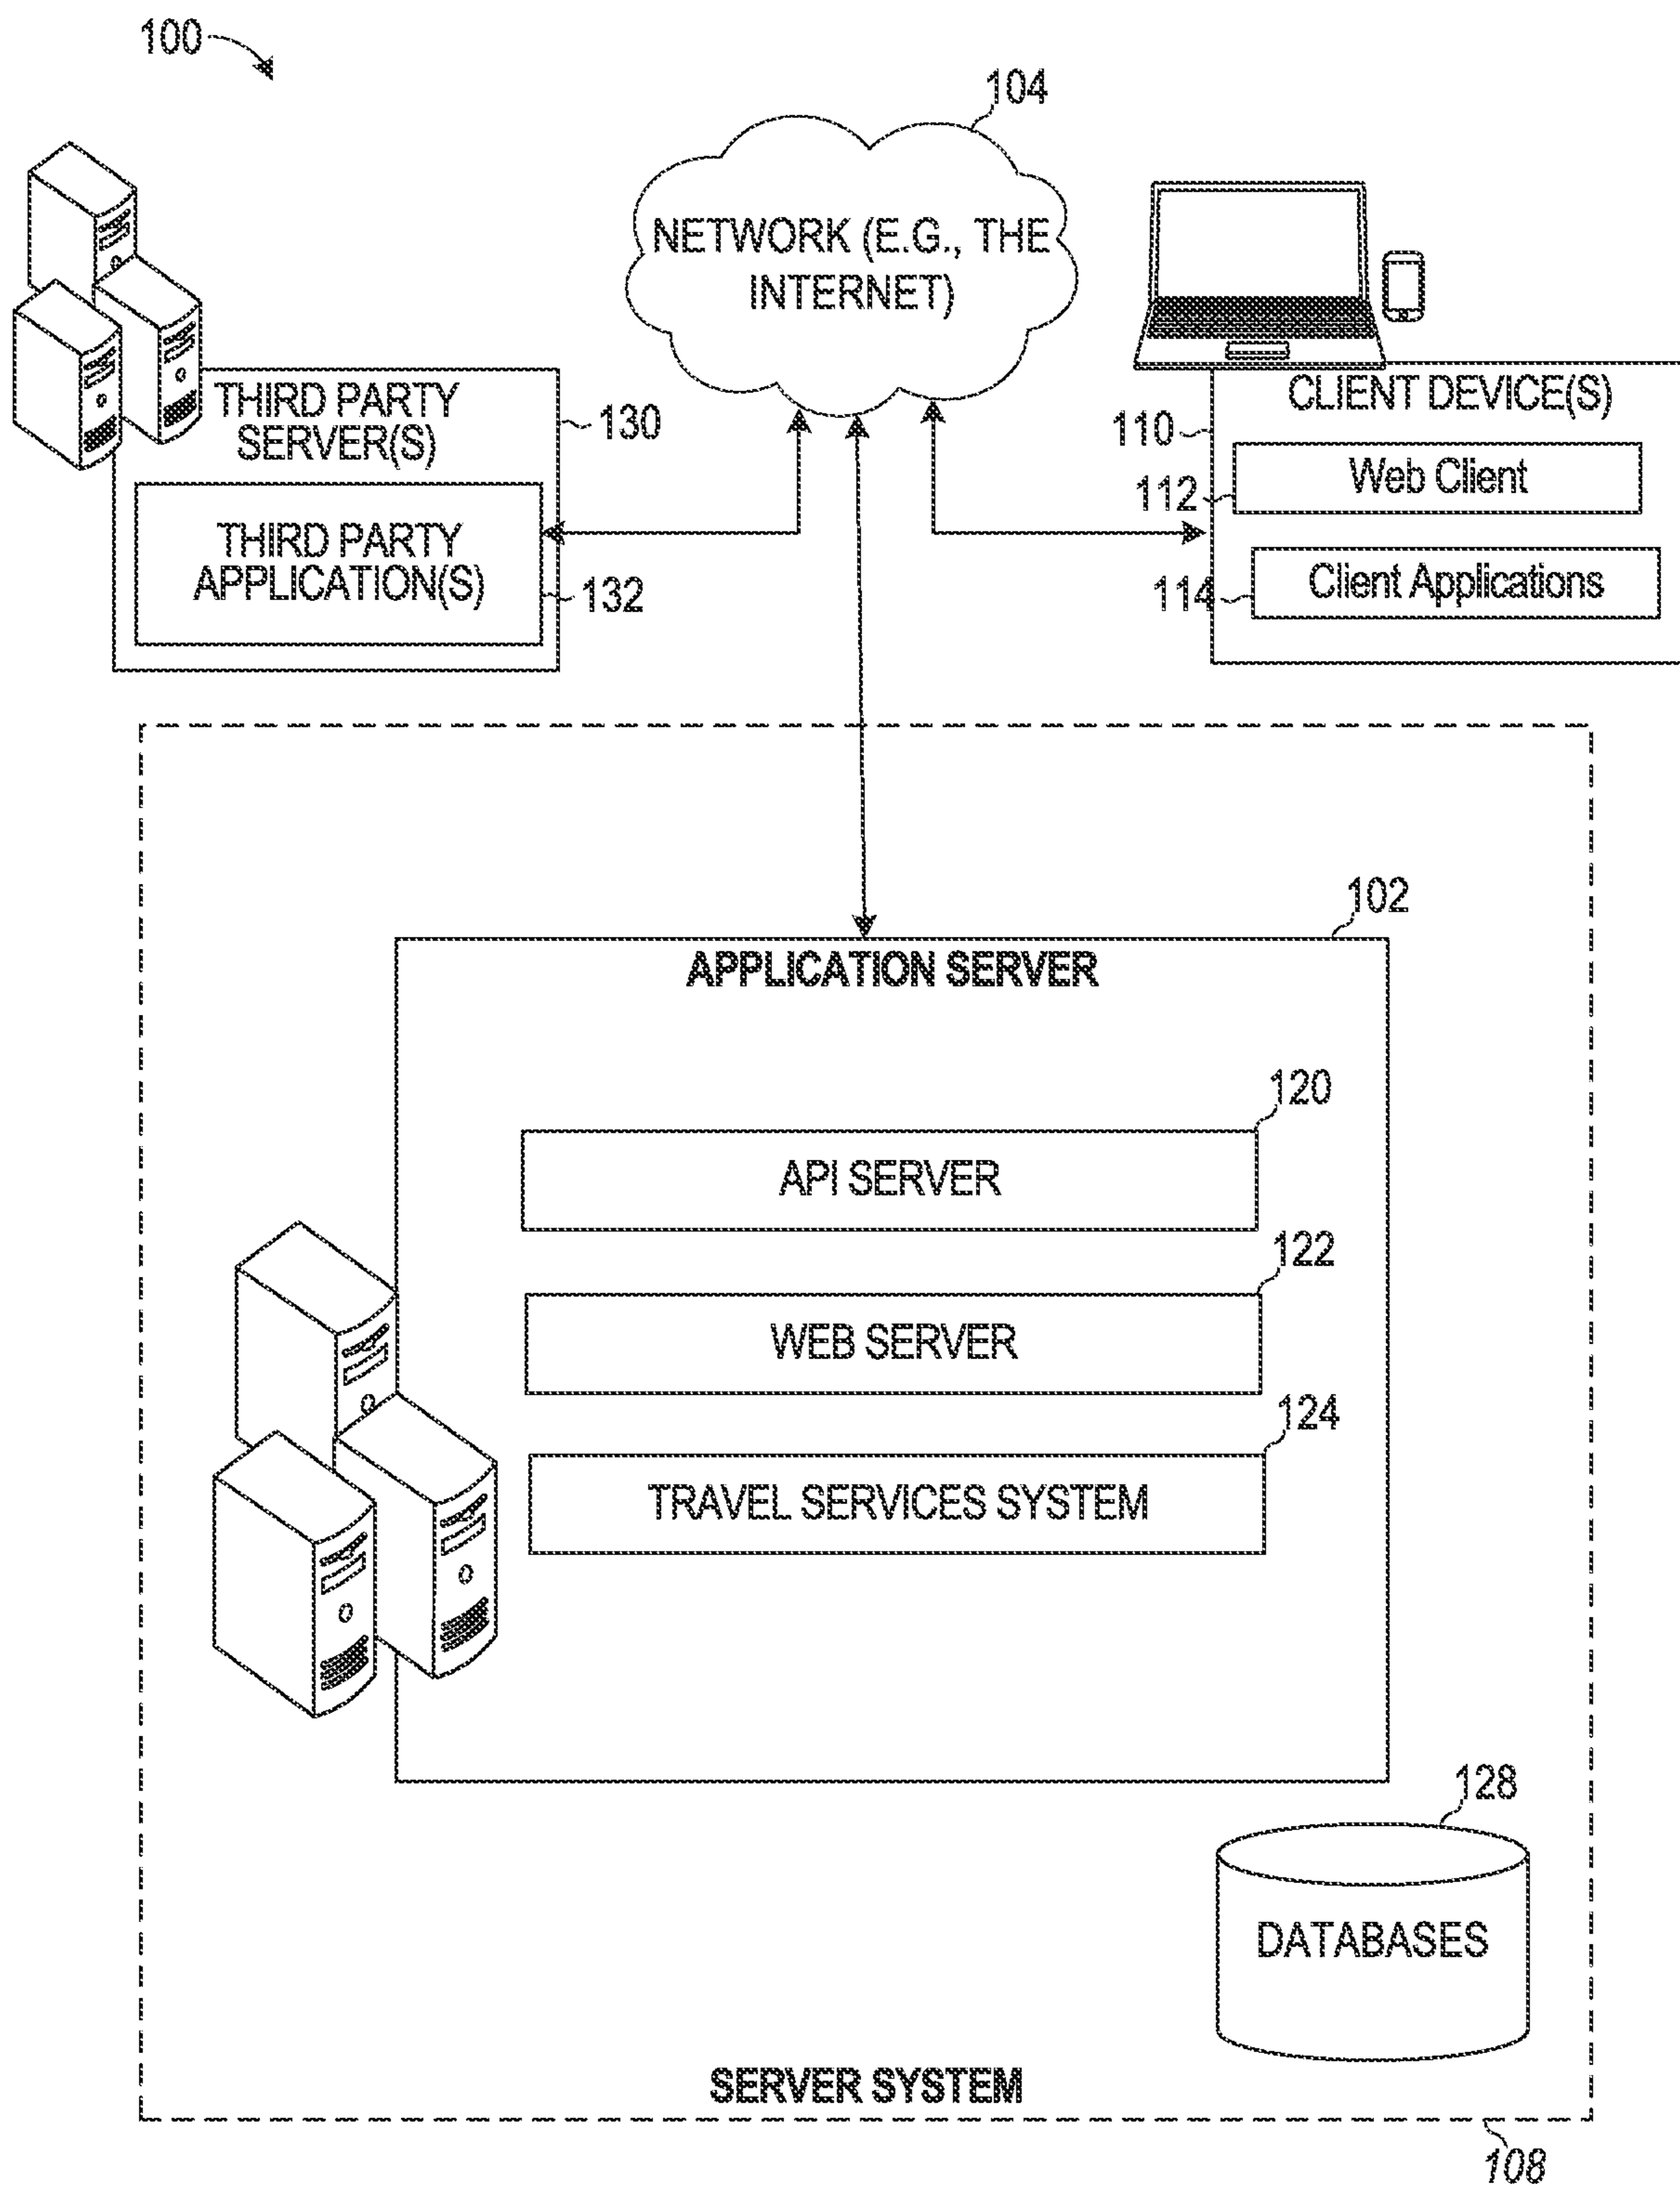 100
104
NETWORK (E.G., THE
INTERNET)
THIRD PARTY
SERVER(S)
130
THIRD PARTY
APPLICATION(S)
132
CLIENT DEVICE(S)
110
Web Client
112
Client Applications
114
102
APPLICATION SERVER
120
API SERVER
122
WEB SERVER
124
TRAVEL SERVICES SYSTEM
128
DATABASES
SERVER SYSTEM
108